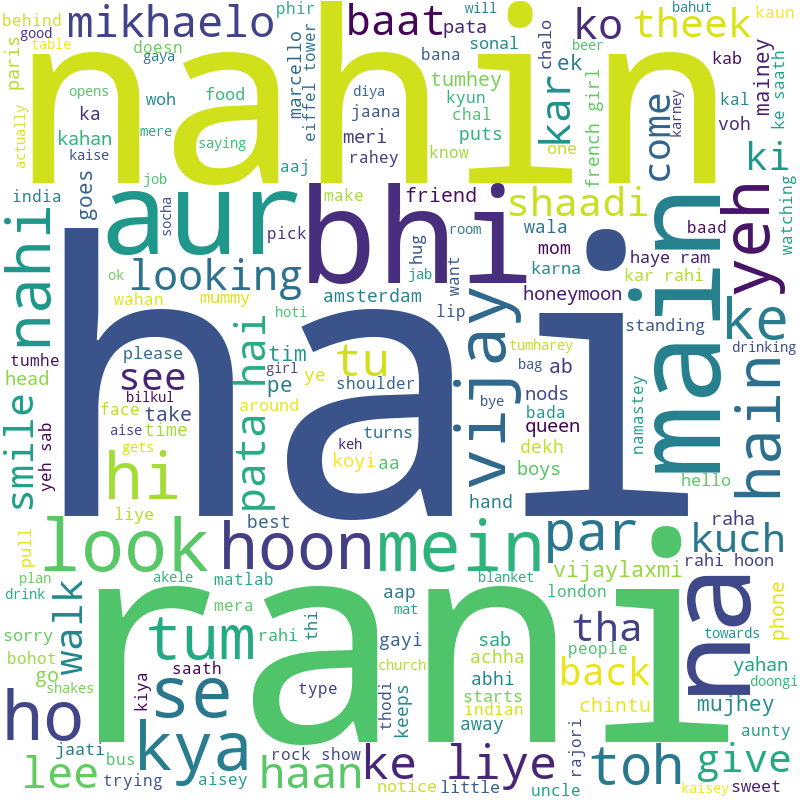 behind
mikhaelo
phir
baat
will
ko
theek
bahut
kaun
good
table
gaya
doesn
bana
pata
sonal
beer
chalo
ek
kab
mainey
paris
nahin
marcello
eiffel tower
tumhey
kar
french girl
come
karney
kal
ke saath
opens
woh
food
diya
kyun
ka
mere
jaana
chal
puts
voh
actually
kahan
saying
meri
know
one
kaise
rahey
ki
job
aaj
india
goes
aur
socha
make
bhi
friend
shaadi
main
yeh
watching
nahi
pick
hug
wala
room
mom
baad
haye ram
ok
looking
jab
want
karna
kar rahi
wahan
mummy
amsterdam
honeymoon
ke
hoti
lip
vijay
standing
hai
tumhe
please
pata hai
tim
tu
tumharey
drinking
head
see
girl
pe
ye
shoulder
bag
nods
ab
hain
smile
yeh sab
bilkul
face
take
around
bye
bada
queen
namastey
aise
time
turns
dekh
gets
keh
hi
koyi
aa
boys
liye
hand
hello
best
look
hoon
mein
par
raha
kuch
pull
rahi hoon
plan
akele
matlab
blanket
vijaylaxmi
na
phone
drink
walk
rani
mera
aap
mat
london
sorry
tum
rahi
thi
gayi
sab
tha
towards
bohot
saath
achha
people
yahan
go
shakes
se
church
abhi
back
doongi
ho
kiya
type
thodi
keeps
starts
indian
chintu
mujhey
kya
away
aunty
jaati
rock show
rajori
lee
bus
haan
ke liye
toh
give
trying
aisey
notice
little
uncle
kaisey
sweet